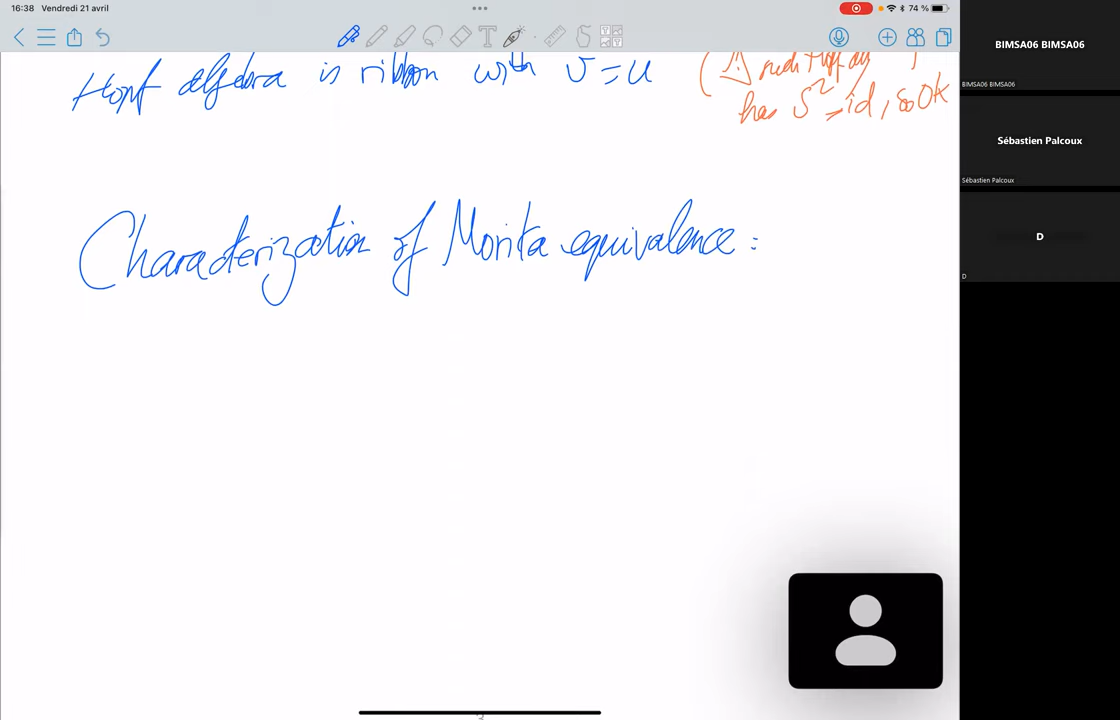 16:38 Vendredi 21 avril
74 %
Hopf algebra is ribbon with v = u
has S² = id, so OK
Characterization of Morita equivalence :
BIMSA06 BIMSA06
BIMSA06 BIMSA06
Sébastien Palcoux
Sébastien Palcoux
D
D